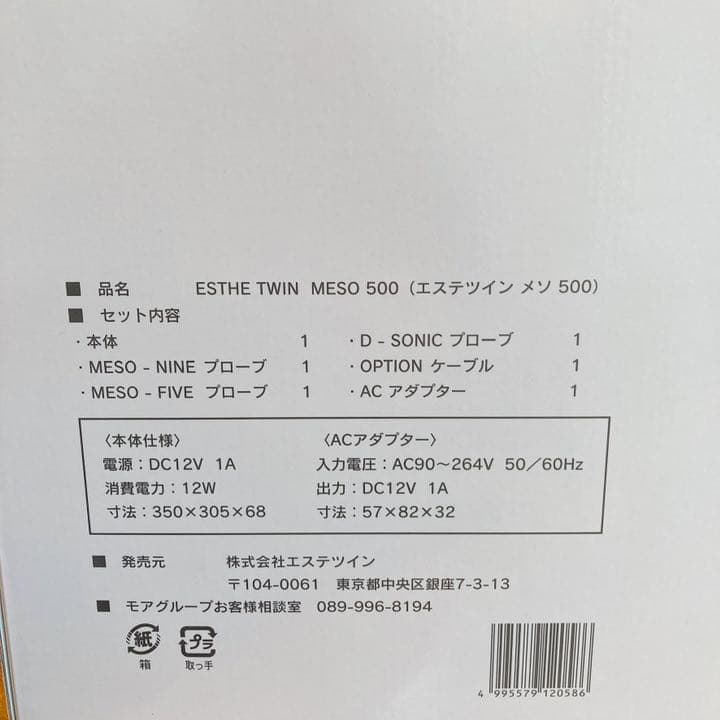 ■ 品名 ESTHE TWIN MESO 500（エステツイン メソ 500）
■ セット内容
・本体 1 ・D - SONIC プローブ 1
・MESO - NINE プローブ 1 ・OPTION ケーブル 1
・MESO - FIVE プローブ 1 ・AC アダプター 1
〈本体仕様〉 〈ACアダプター〉
電源：DC12V 1A 入力電圧：AC90〜264V 50／60Hz
消費電力：12W 出力：DC12V 1A
寸法：350×305×68 寸法：57×82×32
■ 発売元 株式会社エステツイン
〒104-0061 東京都中央区銀座7-3-13
■ モアグループお客様相談室 089-996-8194
紙 プラ
箱 取っ手
4 995579 120586